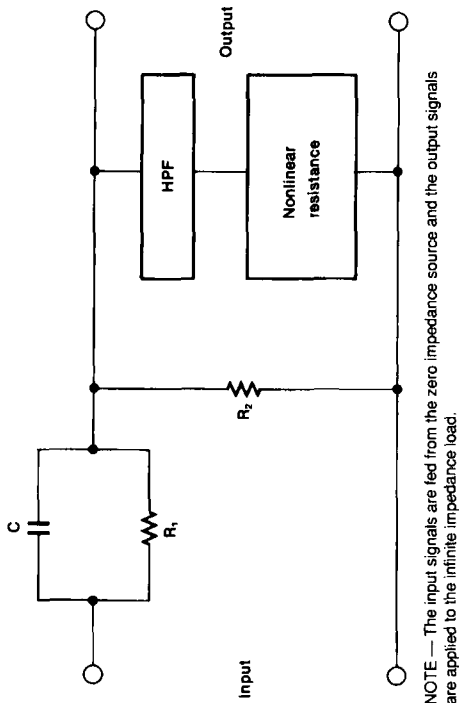 C
R₁
R₂
Input
HPF
Nonlinear
resistance
Output
NOTE — The input signals are fed from the zero impedance source and the output signals
are applied to the infinite impedance load.